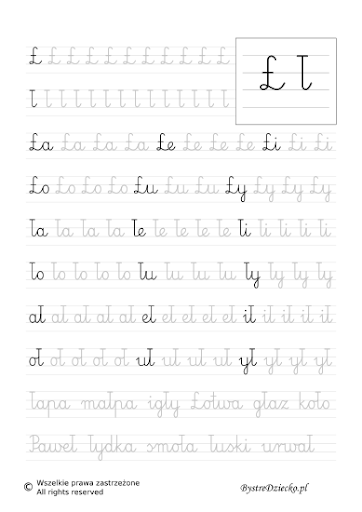 Ł ł
Ł Ł Ł Ł Ł Ł Ł Ł Ł Ł Ł Ł
ł ł ł ł ł ł ł ł ł ł ł ł ł ł
Ła Ła Ła Ła Łe Łe Łe Łe Łi Łi Łi
Ło Ło Ło Ło Łu Łu Łu Ły Ły Ły Ły
ła ła ła ła łe łe łe łe łe łi łi łi łi łi
ło ło ło ło ło łu łu łu łu ły ły ły ły
ał ał ał ał ał eł eł eł eł eł ił ił ił ił ił
oł oł oł oł oł uł uł uł uł ył ył ył ył
łapa małpa igły Łotwa głaz koło
Paweł łydka smoła łuski urwał
© Wszelkie prawa zastrzeżone
All rights reserved
BystreDziecko.pl